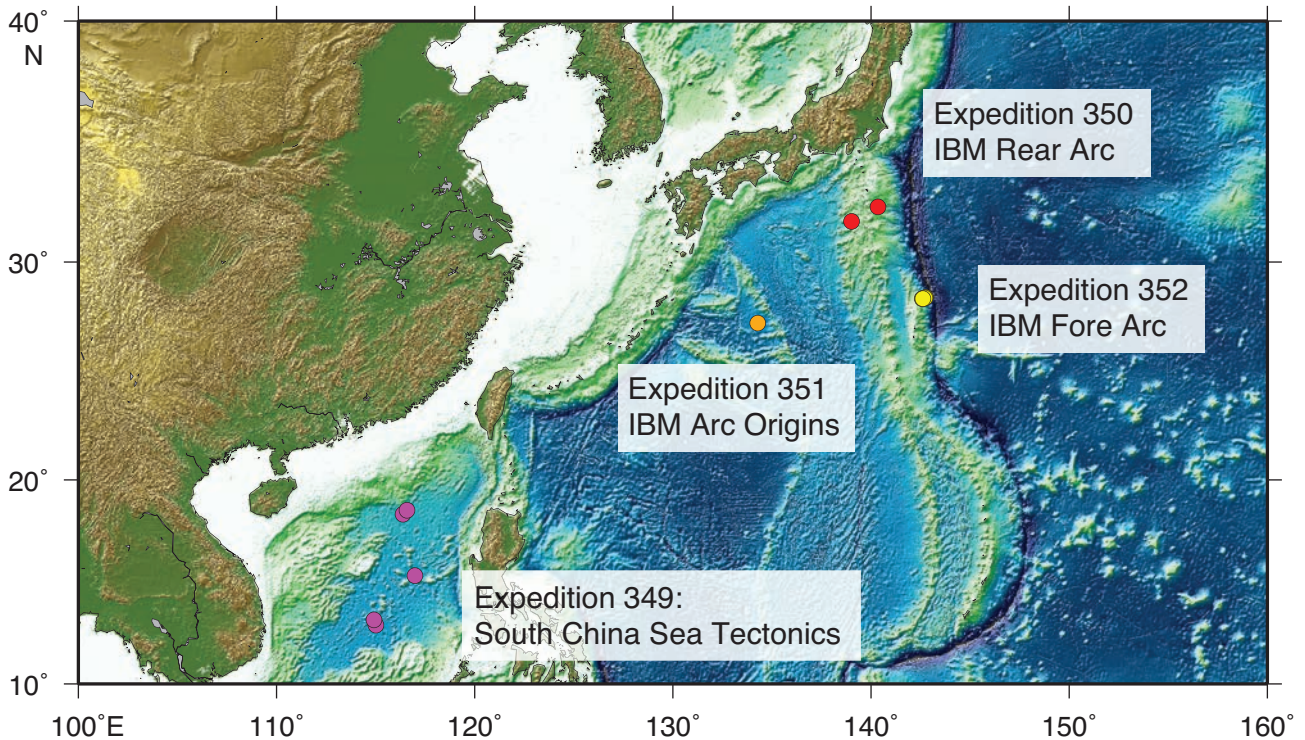 40˚
N
Expedition 350
IBM Rear Arc
30˚
Expedition 352
IBM Fore Arc
Expedition 351
IBM Arc Origins
20˚
Expedition 349:
South China Sea Tectonics
10˚
100˚E 110˚ 120˚ 130˚ 140˚ 150˚ 160˚